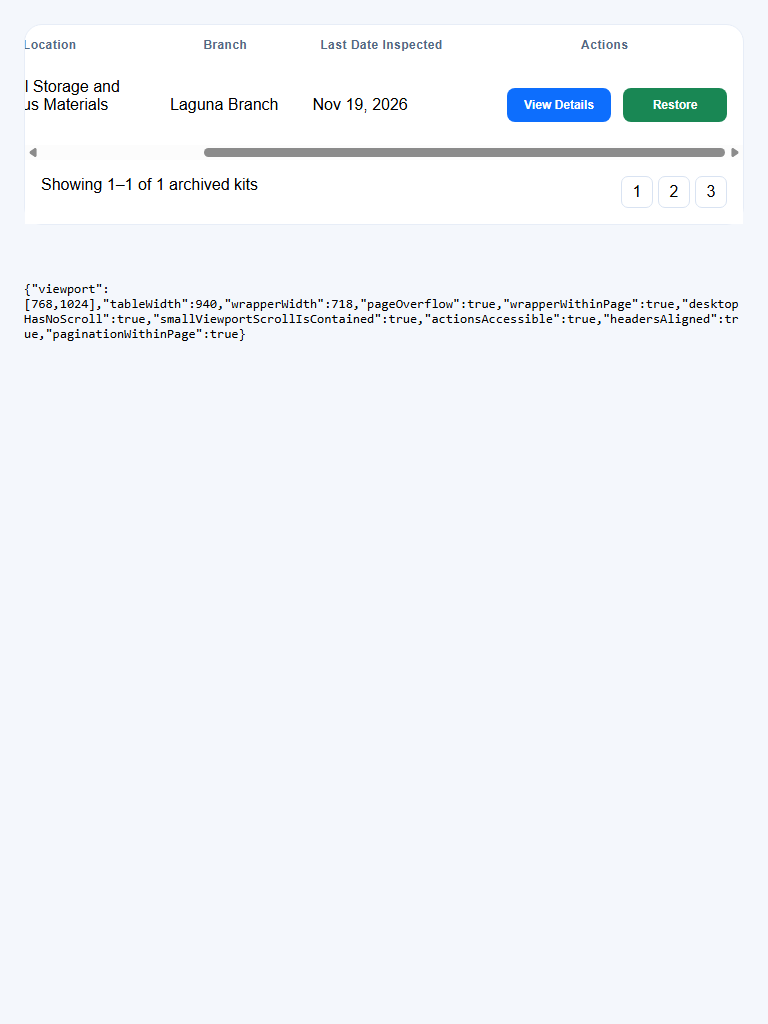 Location Branch Last Date Inspected Actions
l Storage and
us Materials Laguna Branch Nov 19, 2026 View Details Restore
Showing 1–1 of 1 archived kits 1 2 3
{"viewport":
[768,1024],"tableWidth":940,"wrapperWidth":718,"pageOverflow":true,"wrapperWithinPage":true,"desktop
HasNoScroll":true,"smallViewportScrollIsContained":true,"actionsAccessible":true,"headersAligned":tr
ue,"paginationWithinPage":true}